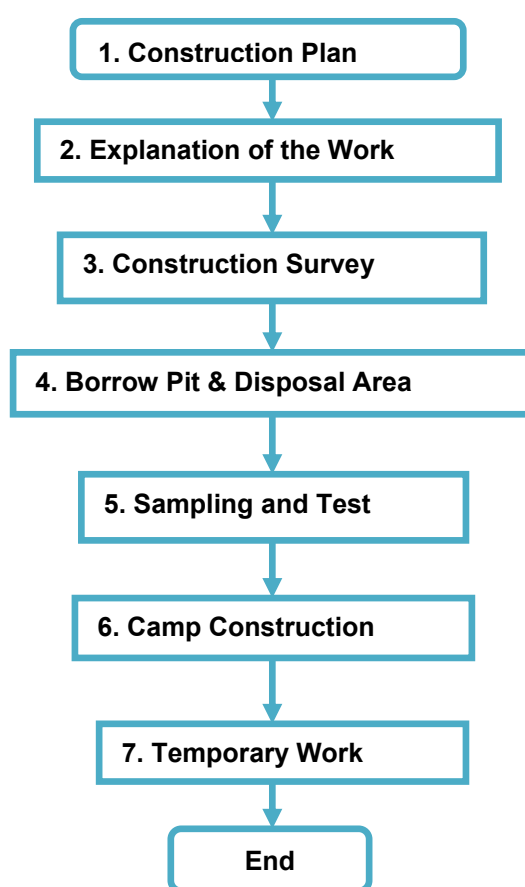 1. Construction Plan
2. Explanation of the Work
3. Construction Survey
4. Borrow Pit & Disposal Area
5. Sampling and Test
6. Camp Construction
7. Temporary Work
End